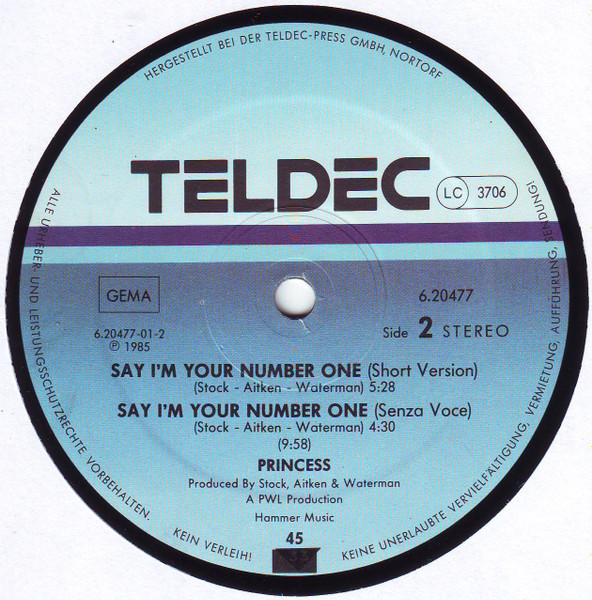 HERGESTELLT BEI DER TELDEC-PRESS GMBH, NORTORF
TELDEC
LC 3706
GEMA
6.20477
6.20477-01-2
Ⓟ 1985
Side 2 STEREO
SAY I'M YOUR NUMBER ONE (Short Version)
(Stock - Aitken - Waterman) 5:28
SAY I'M YOUR NUMBER ONE (Senza Voce)
(Stock - Aitken - Waterman) 4:30
(9:58)
PRINCESS
Produced By Stock, Aitken & Waterman
A PWL Production
Hammer Music
45
ALLE URHEBER- UND LEISTUNGSSCHUTZRECHTE VORBEHALTEN.
KEIN VERLEIH!
KEINE UNERLAUBTE VERVIELFÄLTIGUNG, VERMIETUNG, AUFFÜHRUNG, SENDUNG!